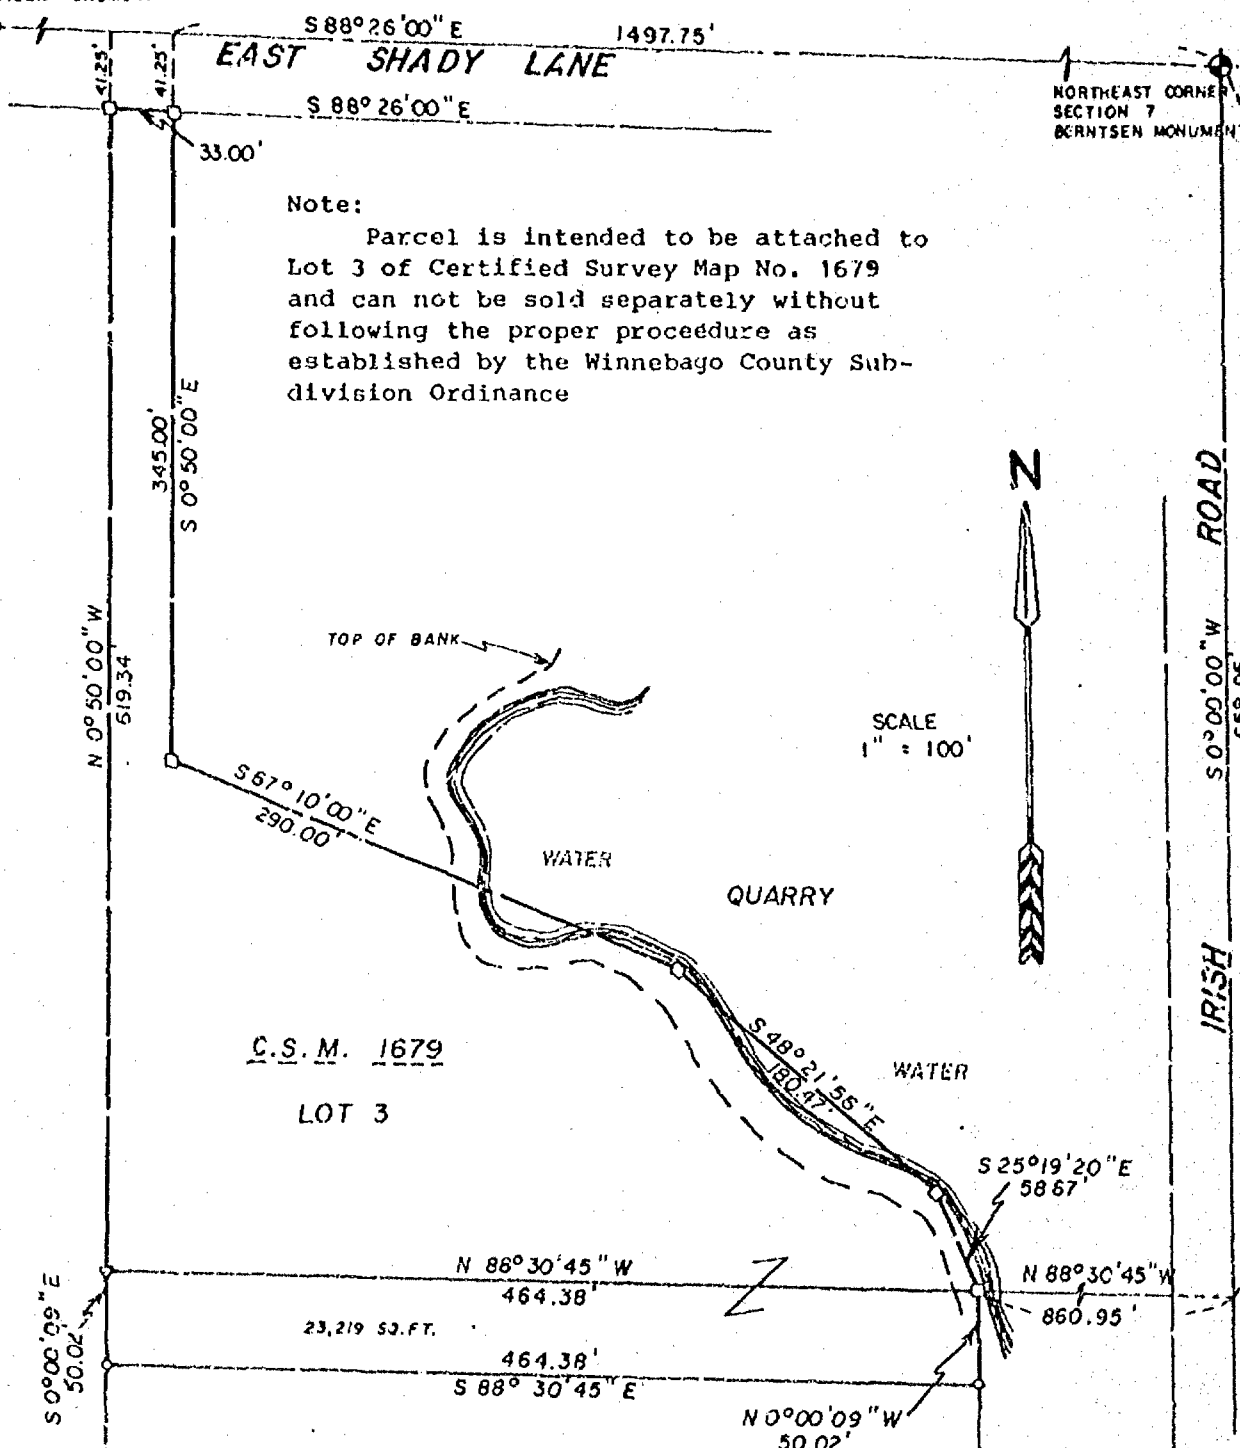 S 88° 26' 00" E 1497.75'
EAST SHADY LANE
41.25'
41.25'
S 88° 26' 00" E
33.00'
NORTHEAST CORNER
SECTION 7
BERNTSEN MONUMENT
Note:
Parcel is intended to be attached to
Lot 3 of Certified Survey Map No. 1679
and can not be sold separately without
following the proper proceedure as
established by the Winnebago County Sub-
division Ordinance
345.00'
S 0° 50' 00" E
N
IRISH ROAD
S 0° 00' 00" W
N 0° 50' 00" W
619.34'
TOP OF BANK
SCALE
1" = 100'
S 67° 10' 00" E
290.00'
WATER
QUARRY
C.S.M. 1679
LOT 3
S 48° 21' 55" E
180.47'
WATER
S 25° 19' 20" E
58.67'
N 86° 30' 45" W
464.38'
N 88° 30' 45" W
860.95'
23,219 SQ.FT.
S 0° 00' 09" E
50.02'
464.38'
S 88° 30' 45" E
N 0° 00' 09" W
50.02'